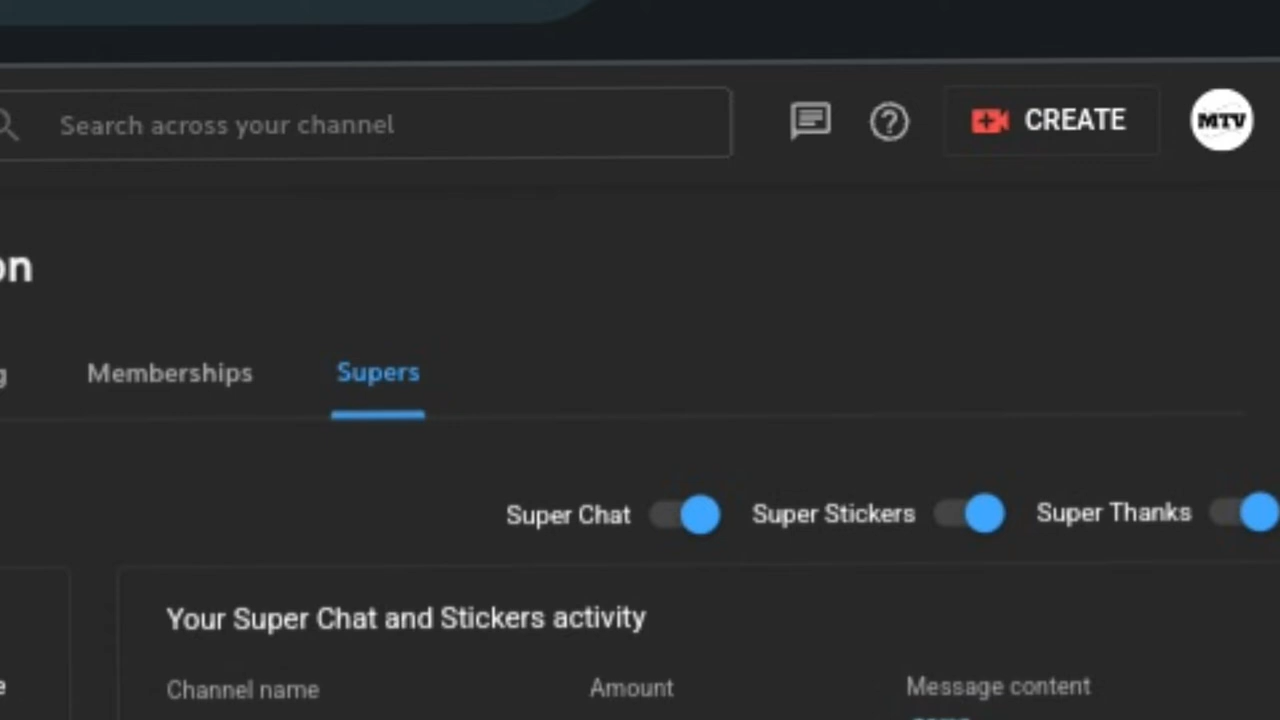 Search across your channel
CREATE
MTV
on
g
Memberships
Supers
Super Chat
Super Stickers
Super Thanks
Your Super Chat and Stickers activity
e
Channel name
Amount
Message content